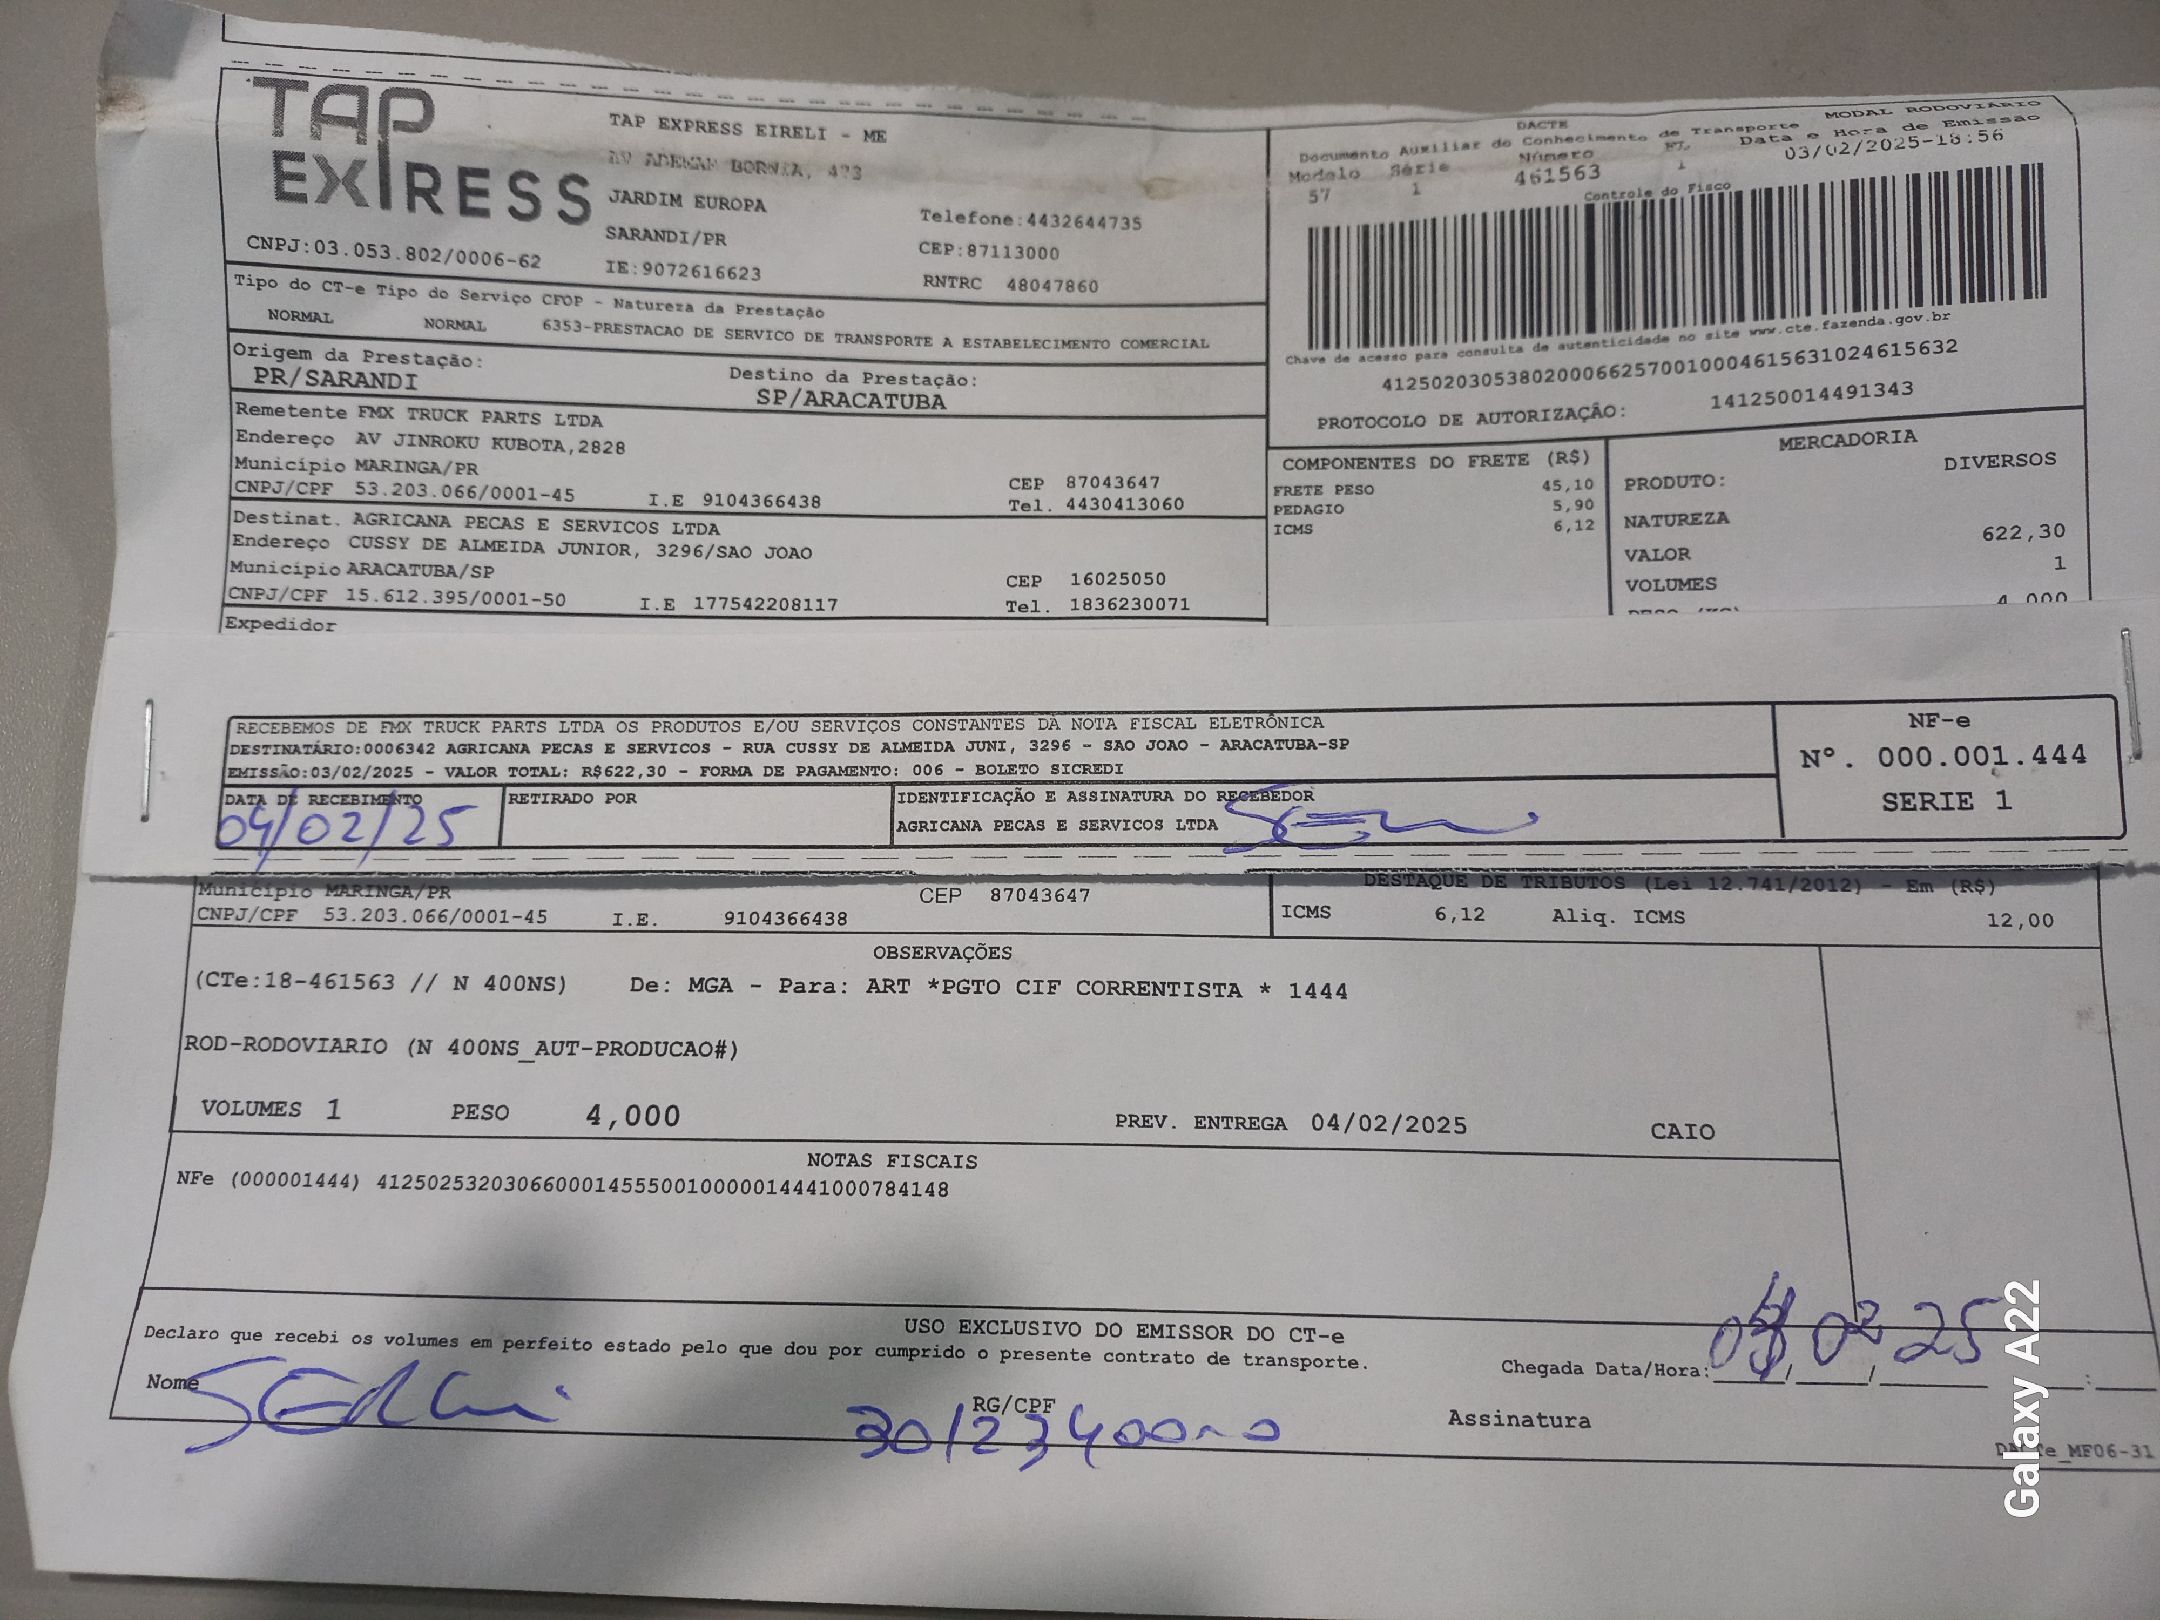 TAP
EXPRESS
CNPJ:03.053.802/0006-62
TAP EXPRESS EIRELI - ME
AV ADEMAR BORNIA, 423
JARDIM EUROPA
SARANDI/PR
IE:9072616623
Telefone:4432644735
CEP:87113000
RNTRC 48047860
DACTE MODAL RODOVIÁRIO
Documento Auxiliar do Conhecimento de Transporte
Modelo Série Número FL Data e Hora de Emissão
57 1 461563 1 03/02/2025-18:56
Controle do Fisco
Chave de acesso para consulta de autenticidade no site www.cte.fazenda.gov.br
41250203053802000662570010004615631024615632
PROTOCOLO DE AUTORIZAÇÃO: 141250014491343
Tipo do CT-e Tipo do Serviço CFOP - Natureza da Prestação
NORMAL NORMAL 6353-PRESTACAO DE SERVICO DE TRANSPORTE A ESTABELECIMENTO COMERCIAL
Origem da Prestação: Destino da Prestação:
PR/SARANDI SP/ARACATUBA
Remetente FMX TRUCK PARTS LTDA
Endereço AV JINROKU KUBOTA,2828
Município MARINGA/PR CEP 87043647
CNPJ/CPF 53.203.066/0001-45 I.E 9104366438 Tel. 4430413060
Destinat. AGRICANA PECAS E SERVICOS LTDA
Endereço CUSSY DE ALMEIDA JUNIOR, 3296/SAO JOAO
Município ARACATUBA/SP CEP 16025050
CNPJ/CPF 15.612.395/0001-50 I.E 177542208117 Tel. 1836230071
Expedidor
COMPONENTES DO FRETE (R$)
FRETE PESO 45,10
PEDAGIO 5,90
ICMS 6,12
MERCADORIA
PRODUTO: DIVERSOS
NATUREZA
VALOR 622,30
VOLUMES 1
4,000
RECEBEMOS DE FMX TRUCK PARTS LTDA OS PRODUTOS E/OU SERVIÇOS CONSTANTES DA NOTA FISCAL ELETRÔNICA
DESTINATÁRIO:0006342 AGRICANA PECAS E SERVICOS - RUA CUSSY DE ALMEIDA JUNI, 3296 - SAO JOAO - ARACATUBA-SP
EMISSÃO:03/02/2025 - VALOR TOTAL: R$622,30 - FORMA DE PAGAMENTO: 006 - BOLETO SICREDI
DATA DE RECEBIMENTO RETIRADO POR IDENTIFICAÇÃO E ASSINATURA DO RECEBEDOR
04/02/25 AGRICANA PECAS E SERVICOS LTDA
NF-e
Nº. 000.001.444
SERIE 1
Município MARINGA/PR CEP 87043647
CNPJ/CPF 53.203.066/0001-45 I.E. 9104366438
DESTAQUE DE TRIBUTOS (Lei 12.741/2012) - Em (R$)
ICMS 6,12 Aliq. ICMS 12,00
OBSERVAÇÕES
(CTe:18-461563 // N 400NS) De: MGA - Para: ART *PGTO CIF CORRENTISTA * 1444
ROD-RODOVIARIO (N 400NS_AUT-PRODUCAO#)
VOLUMES 1 PESO 4,000 PREV. ENTREGA 04/02/2025 CAIO
NOTAS FISCAIS
NFe (000001444) 41250253203066000145550010000014441000784148
USO EXCLUSIVO DO EMISSOR DO CT-e
Declaro que recebi os volumes em perfeito estado pelo que dou por cumprido o presente contrato de transporte.
Chegada Data/Hora: 02 25
Nome RG/CPF Assinatura
MF06-31
Galaxy A22